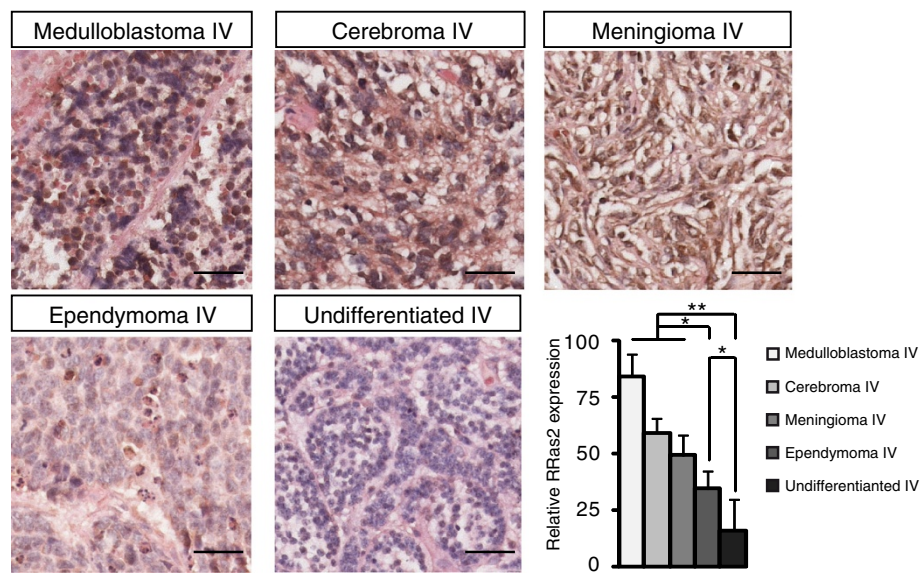 Medulloblastoma IV
Cerebroma IV
Meningioma IV
Ependymoma IV
Undifferentiated IV
Relative RRas2 expression
100
75
50
25
0
**
*
*
Medulloblastoma IV
Cerebroma IV
Meningioma IV
Ependymoma IV
Undifferentianted IV